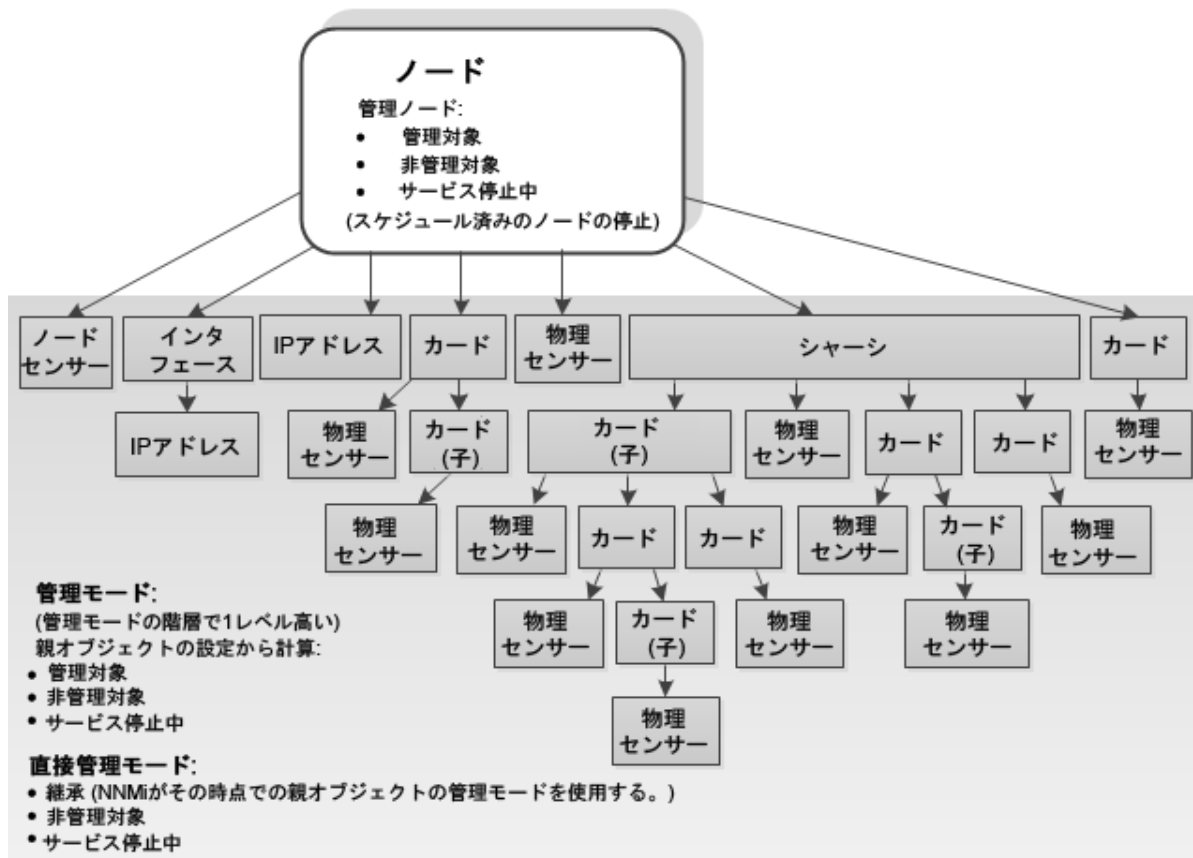 ノード
管理ノード:
• 管理対象
• 非管理対象
• サービス停止中
(スケジュール済みのノードの停止)
ノード
センサー
インタ
フェース
IPアドレス
カード
物理
センサー
シャーシ
カード
IPアドレス
物理
センサー
カード
(子)
カード
(子)
物理
センサー
カード
カード
物理
センサー
物理
センサー
物理
センサー
カード
カード
物理
センサー
カード
(子)
物理
センサー
物理
センサー
カード
(子)
物理
センサー
物理
センサー
物理
センサー
管理モード:
(管理モードの階層で1レベル高い)
親オブジェクトの設定から計算:
• 管理対象
• 非管理対象
• サービス停止中
直接管理モード:
• 継承 (NNMiがその時点での親オブジェクトの管理モードを使用する。)
• 非管理対象
• サービス停止中